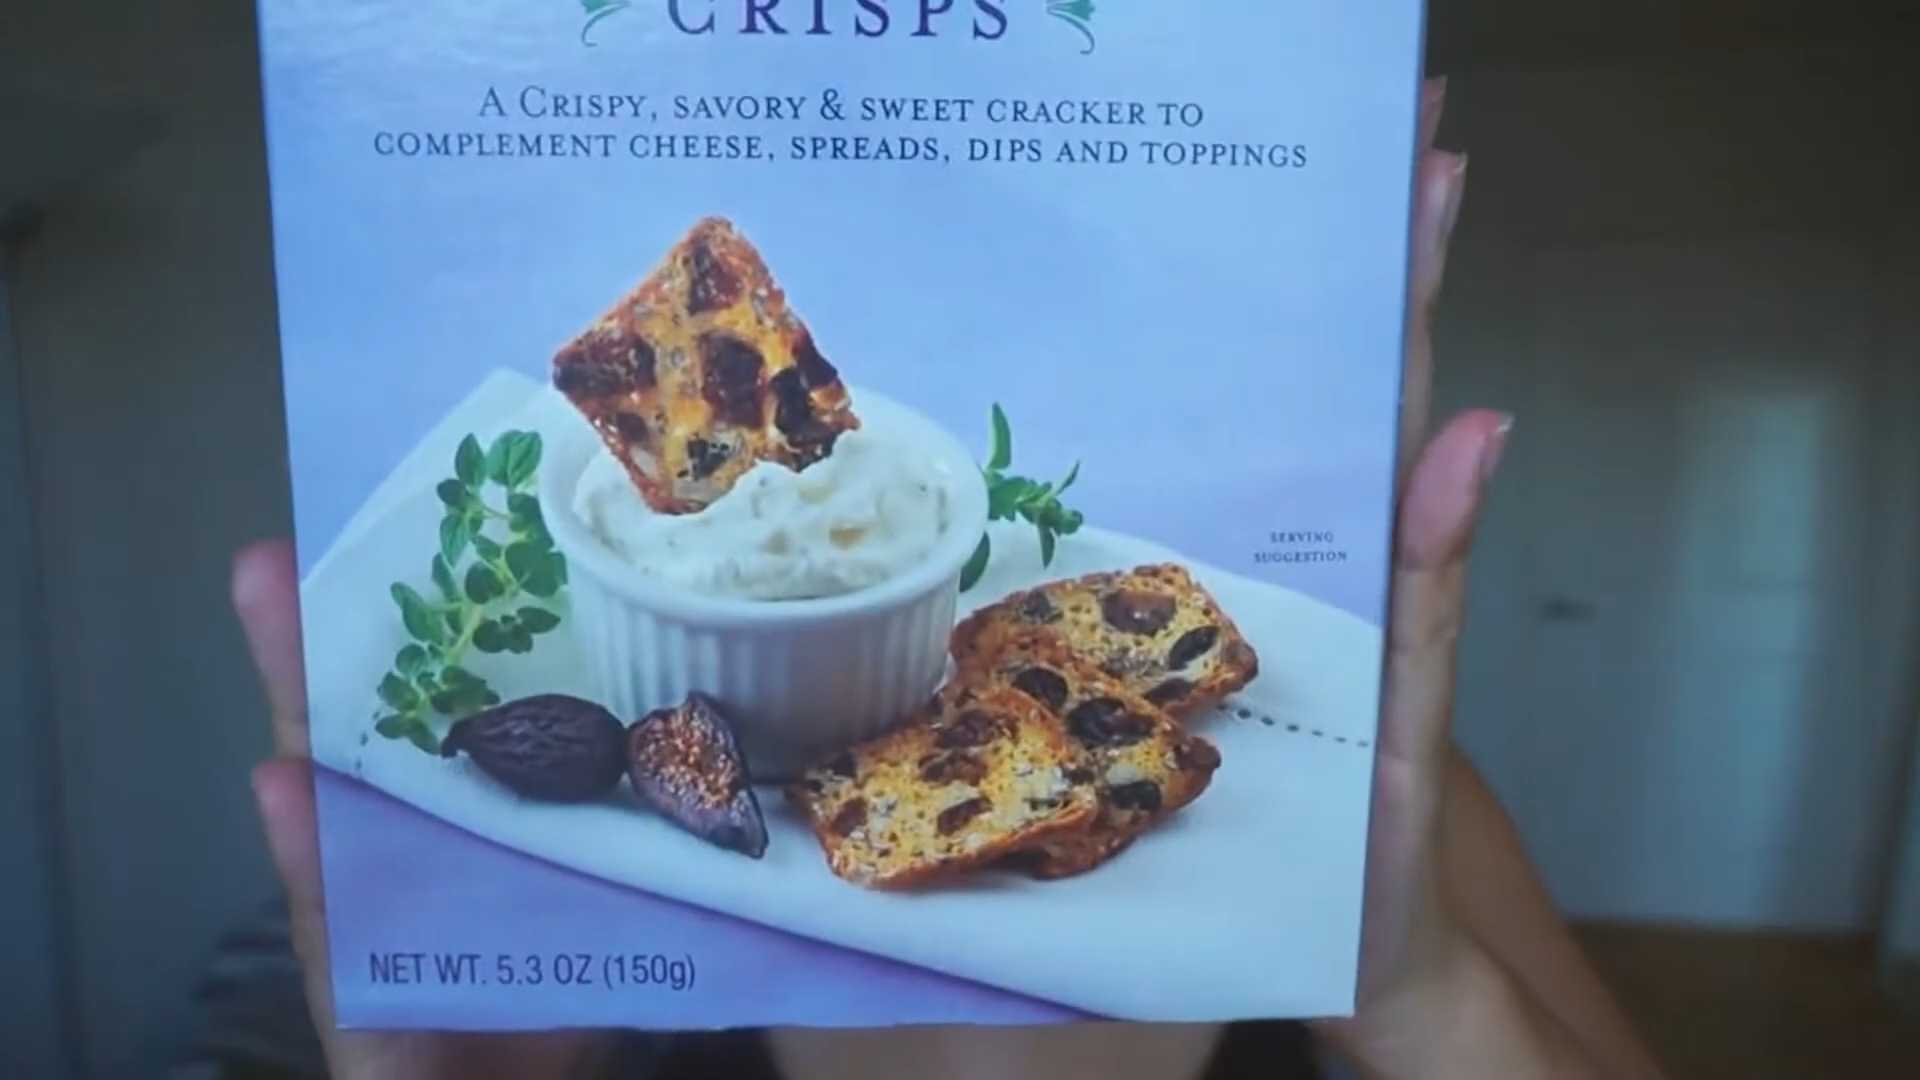 CRISPS
A CRISPY, SAVORY & SWEET CRACKER TO
COMPLEMENT CHEESE, SPREADS, DIPS AND TOPPINGS
SERVING
SUGGESTION
NET WT. 5.3 OZ (150g)